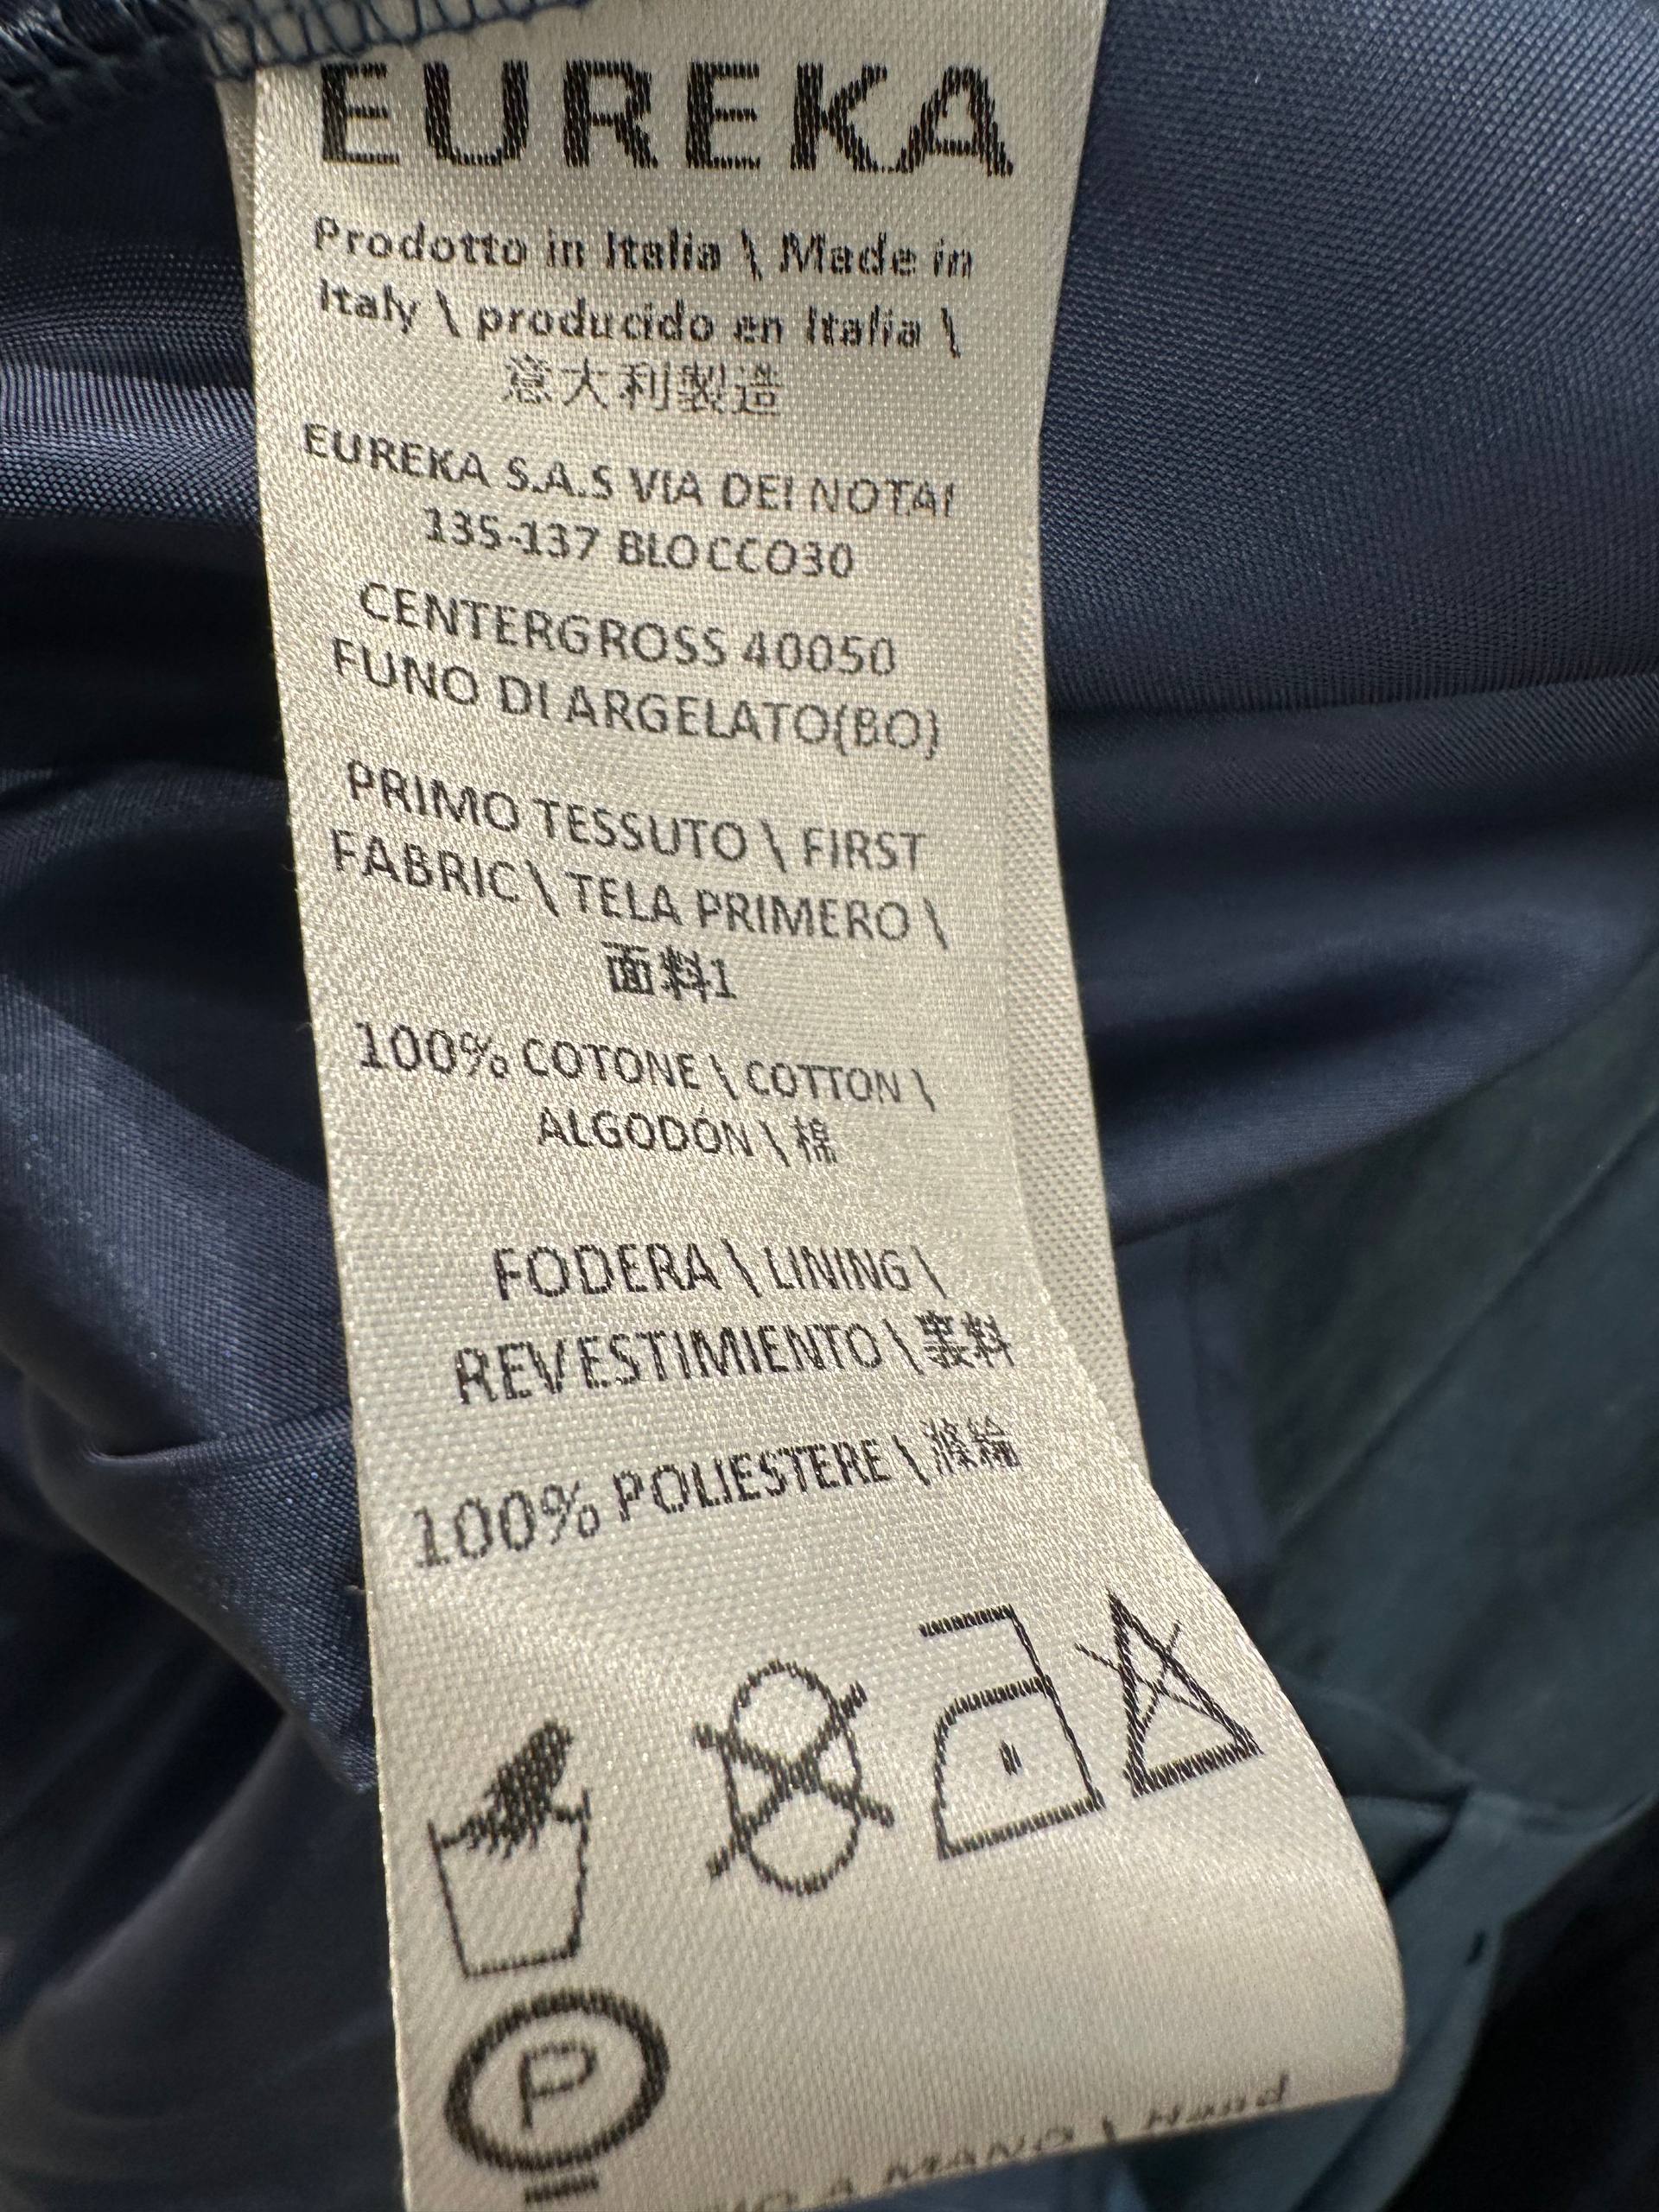 EUREKA
Prodotto in Italia \ Made in
Italy \ producido en Italia \
意大利製造
EUREKA S.A.S VIA DEI NOTAI
135-137 BLOCCO30
CENTERGROSS 40050
FUNO DI ARGELATO(BO)
PRIMO TESSUTO \ FIRST
FABRIC \ TELA PRIMERO \
面料1
100% COTONE \ COTTON \
ALGODÓN \ 棉
FODERA \ LINING \
REVESTIMIENTO \ 裏料
100% POLIESTERE \ 滌綸
P
A MANO \ Hand